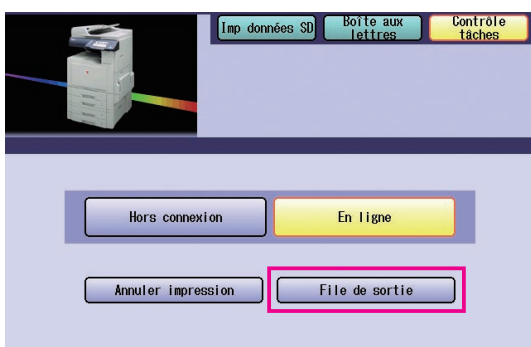 Imp données SD
Boîte aux
lettres
Contrôle
tâches
Hors connexion
En ligne
Annuler impression
File de sortie